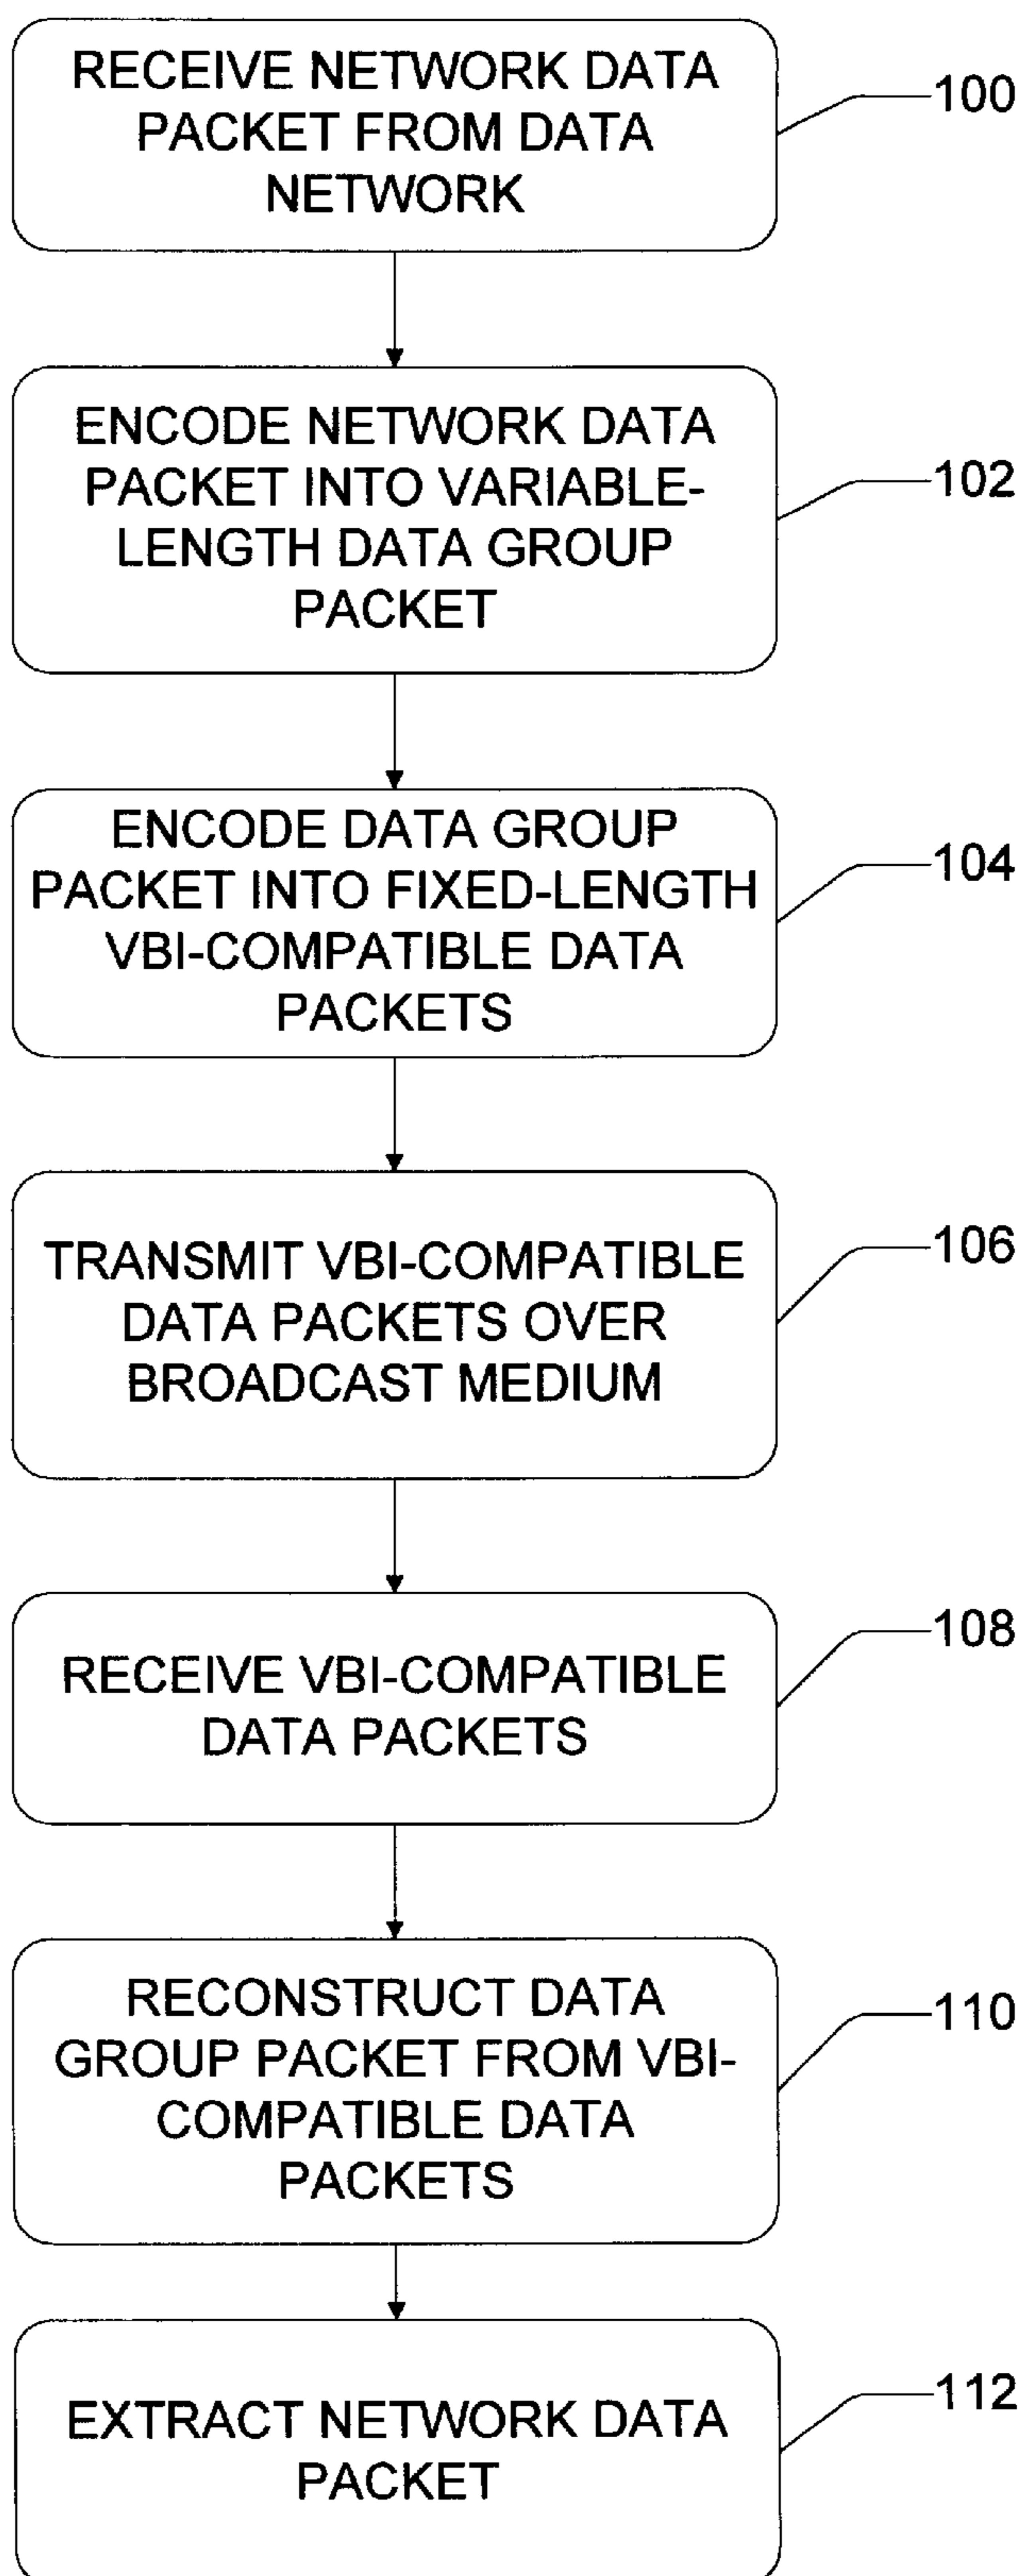 RECEIVE NETWORK DATA
PACKET FROM DATA
NETWORK
100
ENCODE NETWORK DATA
PACKET INTO VARIABLE-
LENGTH DATA GROUP
PACKET
102
ENCODE DATA GROUP
PACKET INTO FIXED-LENGTH
VBI-COMPATIBLE DATA
PACKETS
104
TRANSMIT VBI-COMPATIBLE
DATA PACKETS OVER
BROADCAST MEDIUM
106
RECEIVE VBI-COMPATIBLE
DATA PACKETS
108
RECONSTRUCT DATA
GROUP PACKET FROM VBI-
COMPATIBLE DATA
PACKETS
110
EXTRACT NETWORK DATA
PACKET
112